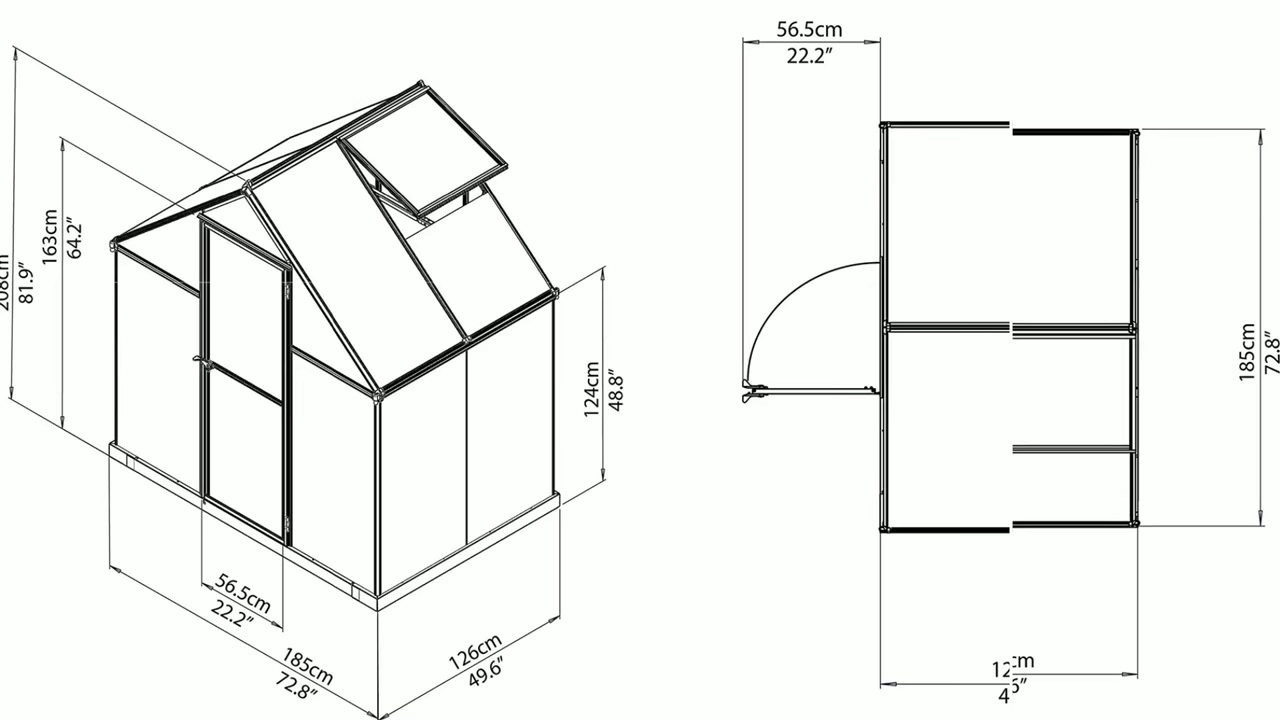 56.5cm
22.2”
163cm
64.2”
208cm
81.9”
124cm
48.8”
185cm
72.8”
56.5cm
22.2”
185cm
72.8”
126cm
49.6”